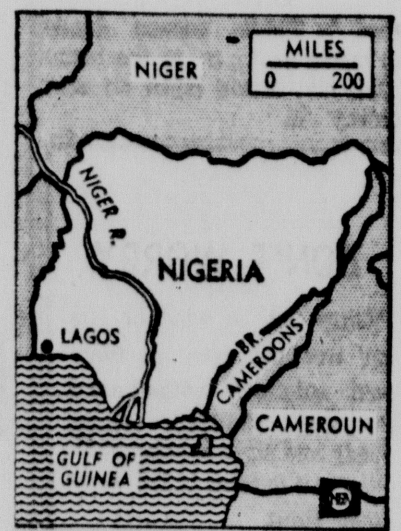 MILES
0 200
NIGER
NIGER R.
NIGERIA
LAGOS
BR.
CAMEROONS
CAMEROUN
GULF OF
GUINEA
NEA